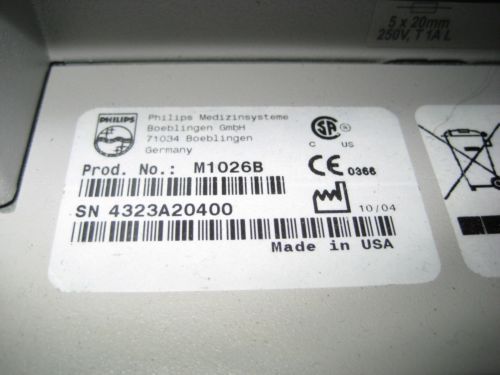 5 x 20mm
250V, T 1A L
PHILIPS
Philips Medizinsysteme
Boeblingen GmbH
71034 Boeblingen
Germany
Prod. No.: M1026B
SN 4323A20400
SA ®
C US
CE 0366
10/04
Made in USA